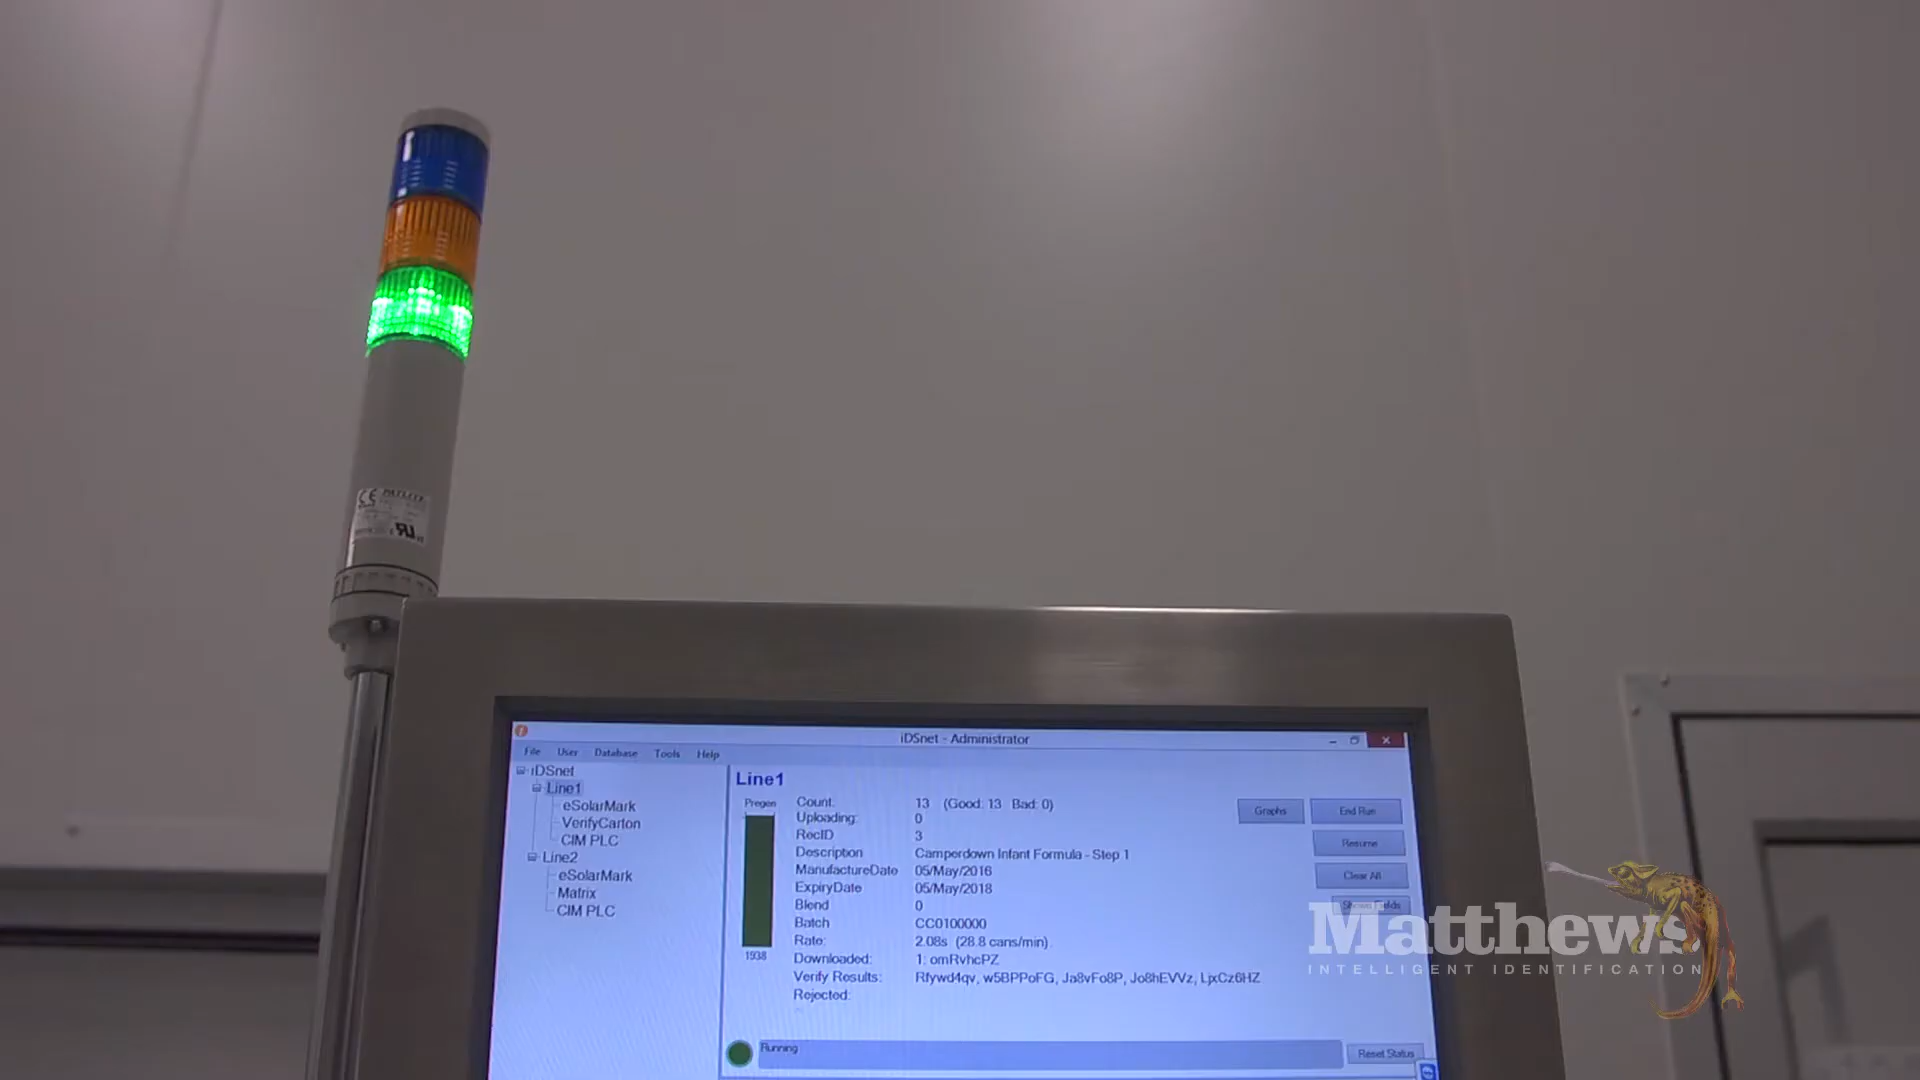 CE PATLITE
iDSnet - Administrator
File User Database Tools Help
iDSnet
Line1
eSolarMark
VerifyCarton
CIM PLC
Line2
eSolarMark
Matrix
CIM PLC
Line1
Pregen
1938
Count: 13 (Good: 13 Bad: 0)
Uploading: 0
RecID 3
Description Camperdown Infant Formula - Step 1
ManufactureDate 05/May/2016
ExpiryDate 05/May/2018
Blend 0
Batch CC0100000
Rate: 2.08s (28.8 cans/min).
Downloaded: 1: omRvhcPZ
Verify Results: Rfywd4qv, w5BPPoFG, Ja8vFo8P, Jo8hEVVz, LjxCz6HZ
Rejected:
Graphs
End Run
Resume
Clear All
Running
Reset Status
Matthews
INTELLIGENT IDENTIFICATION